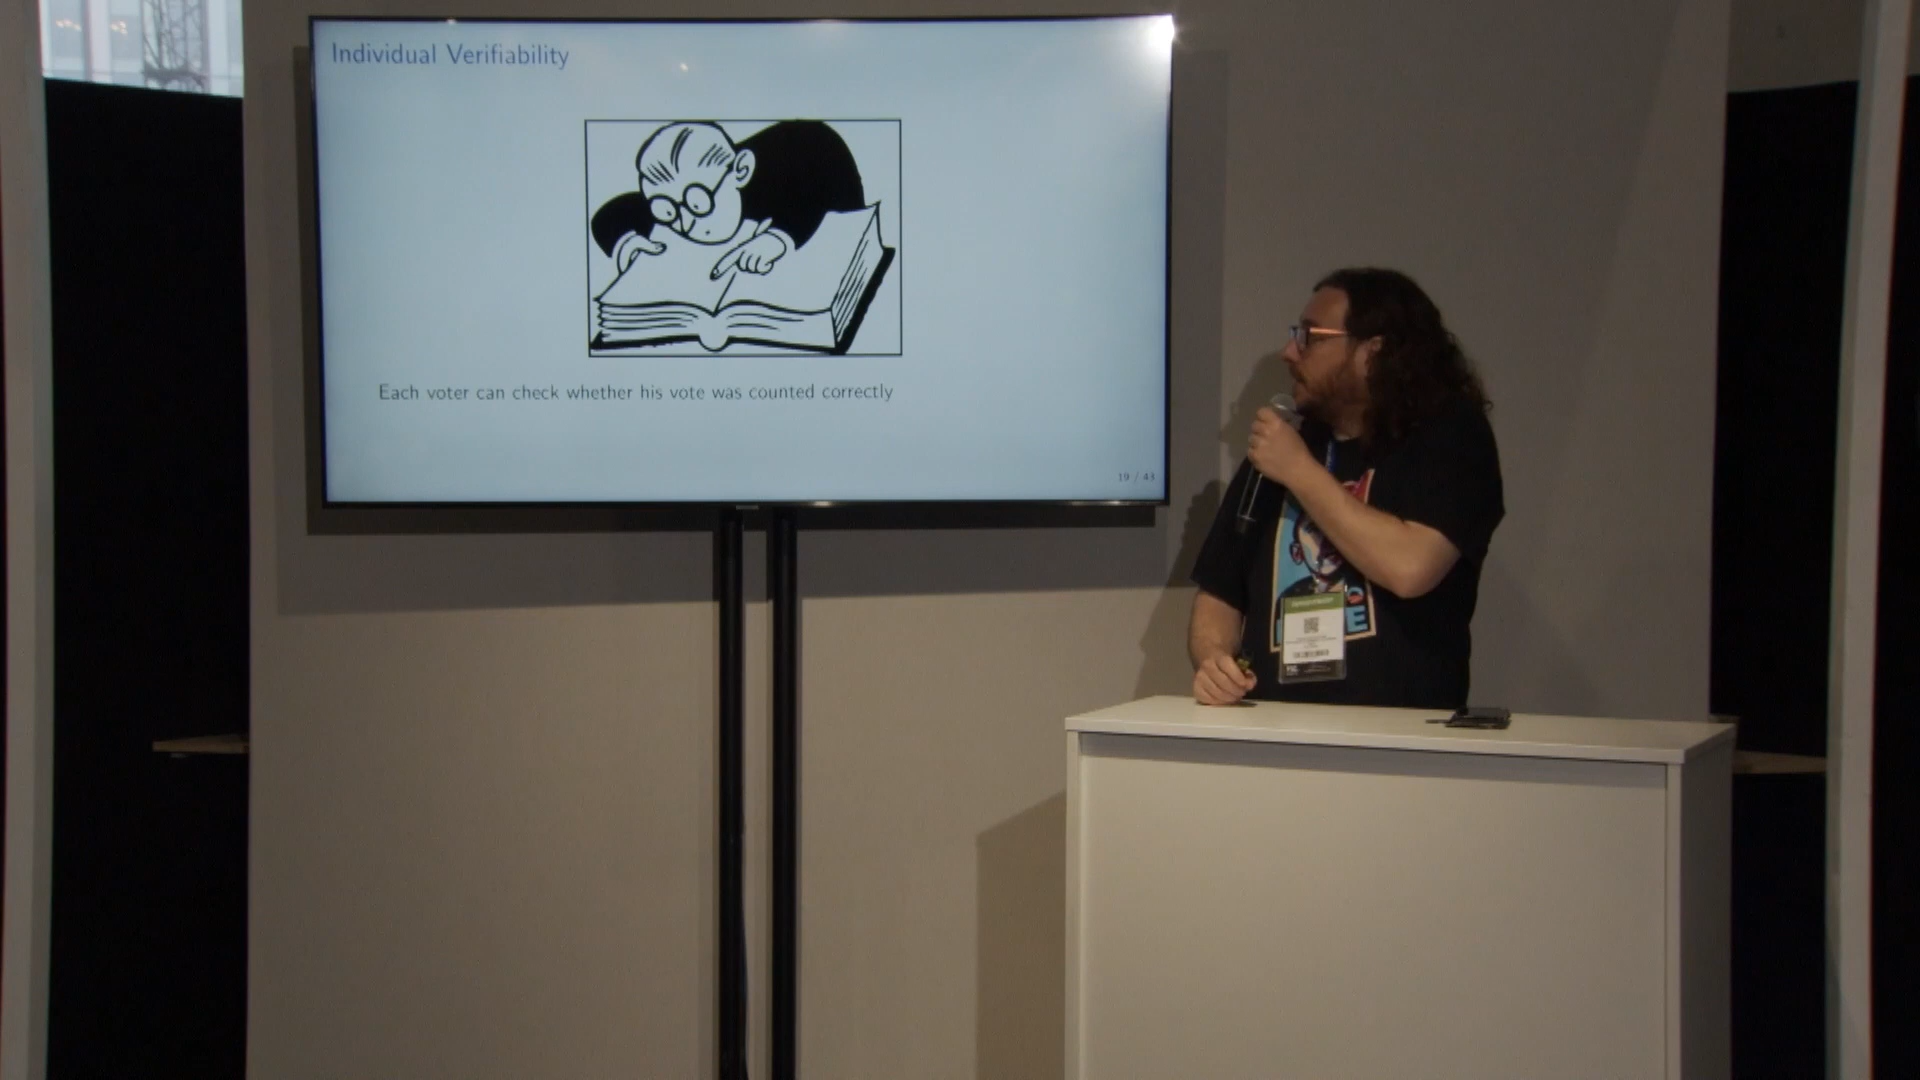 Individual Verifiability
Each voter can check whether his vote was counted correctly
19 / 43